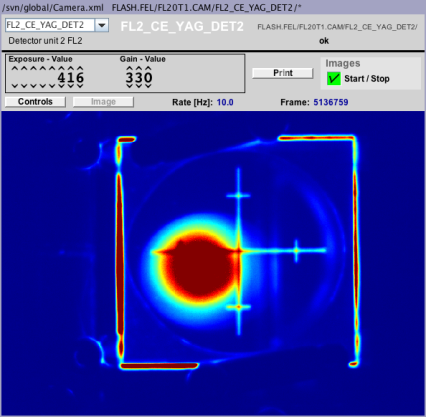 /svn/global/Camera.xml FLASH.FEL/FL20T1.CAM/FL2_CE_YAG_DET2/*
FL2_CE_YAG_DET2 FL2_CE_YAG_DET2 FLASH.FEL/FL20T1.CAM/FL2_CE_YAG_DET2/
Detector unit 2 FL2 ok
Exposure - Value Gain - Value Images
416 330 Print Start / Stop
Controls Image Rate [Hz]: 10.0 Frame: 5136759